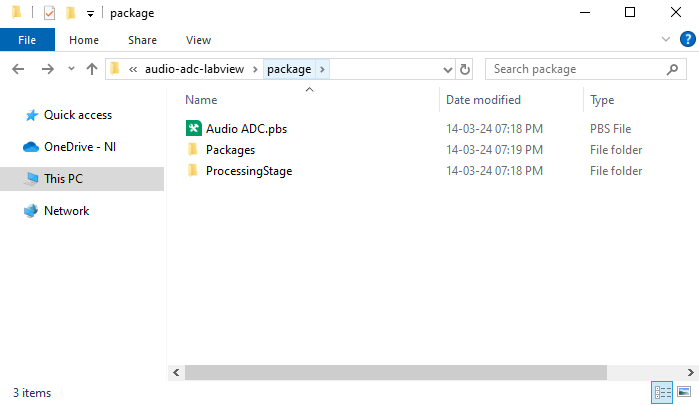 package
File Home Share View
« audio-adc-labview > package > Search package
Name Date modified Type
Quick access
OneDrive - NI
This PC
Network
Audio ADC.pbs 14-03-24 07:18 PM PBS File
Packages 14-03-24 07:19 PM File folder
ProcessingStage 14-03-24 07:18 PM File folder
3 items